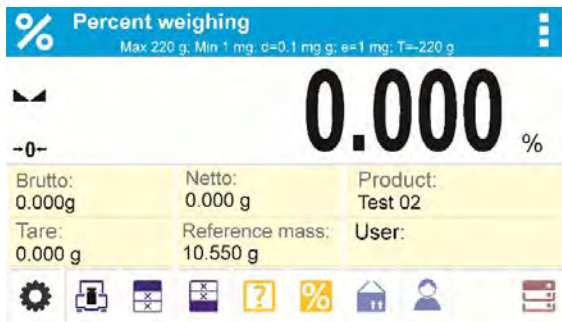 % Percent weighing
Max 220 g; Min 1 mg; d=0.1 mg g; e=1 mg; T=-220 g
0.000 %
→0←
Brutto: Netto: Product:
0.000g 0.000 g Test 02
Tare: Reference mass: User:
0.000 g 10.550 g
? %